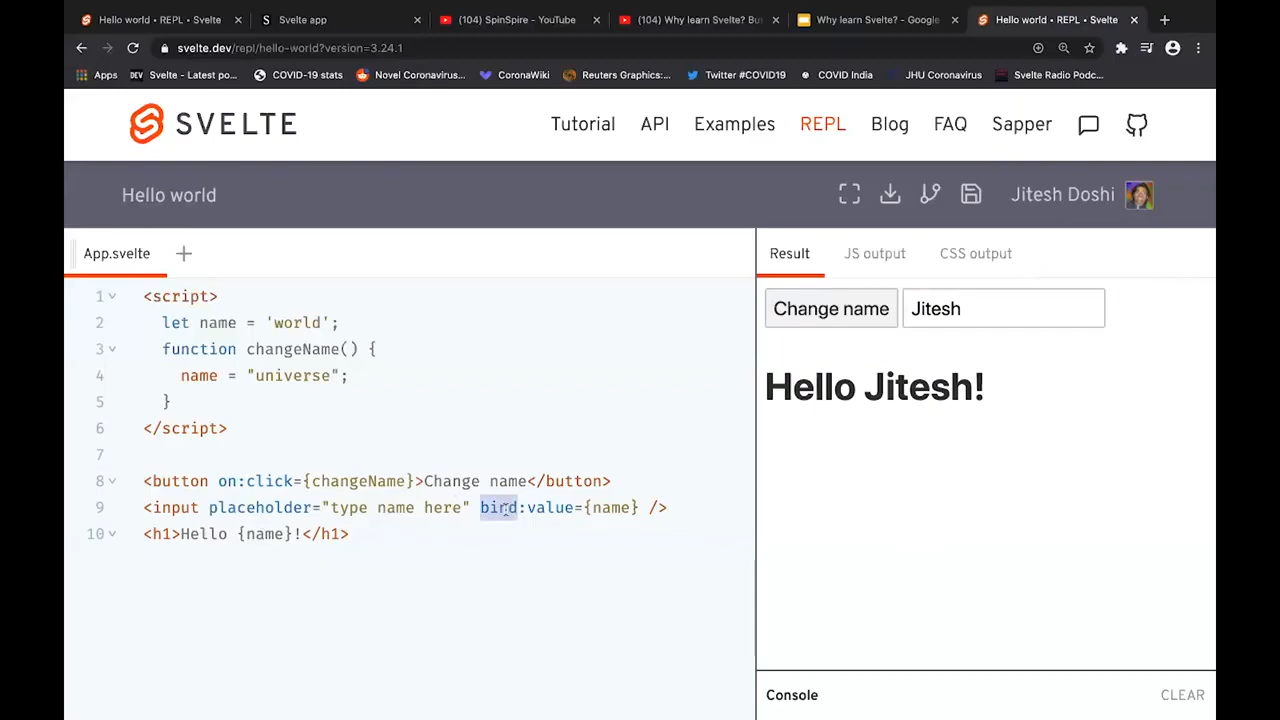 Hello world • REPL • Svelte
Svelte app
(104) SpinSpire - YouTube
(104) Why learn Svelte? Bu
Why learn Svelte? - Google
Hello world • REPL • Svelte
svelte.dev/repl/hello-world?version=3.24.1
Apps
Svelte - Latest po...
COVID-19 stats
Novel Coronavirus...
CoronaWiki
Reuters Graphics:...
Twitter #COVID19
COVID India
JHU Coronavirus
Svelte Radio Podc...
SVELTE
Tutorial
API
Examples
REPL
Blog
FAQ
Sapper
Hello world
Jitesh Doshi
App.svelte
Result
JS output
CSS output
1 <script>
2 let name = 'world';
3 function changeName() {
4 name = "universe";
5 }
6 </script>
7
8 <button on:click={changeName}>Change name</button>
9 <input placeholder="type name here" bind:value={name} />
10 <h1>Hello {name}!</h1>
Change name
Jitesh
Hello Jitesh!
Console
CLEAR